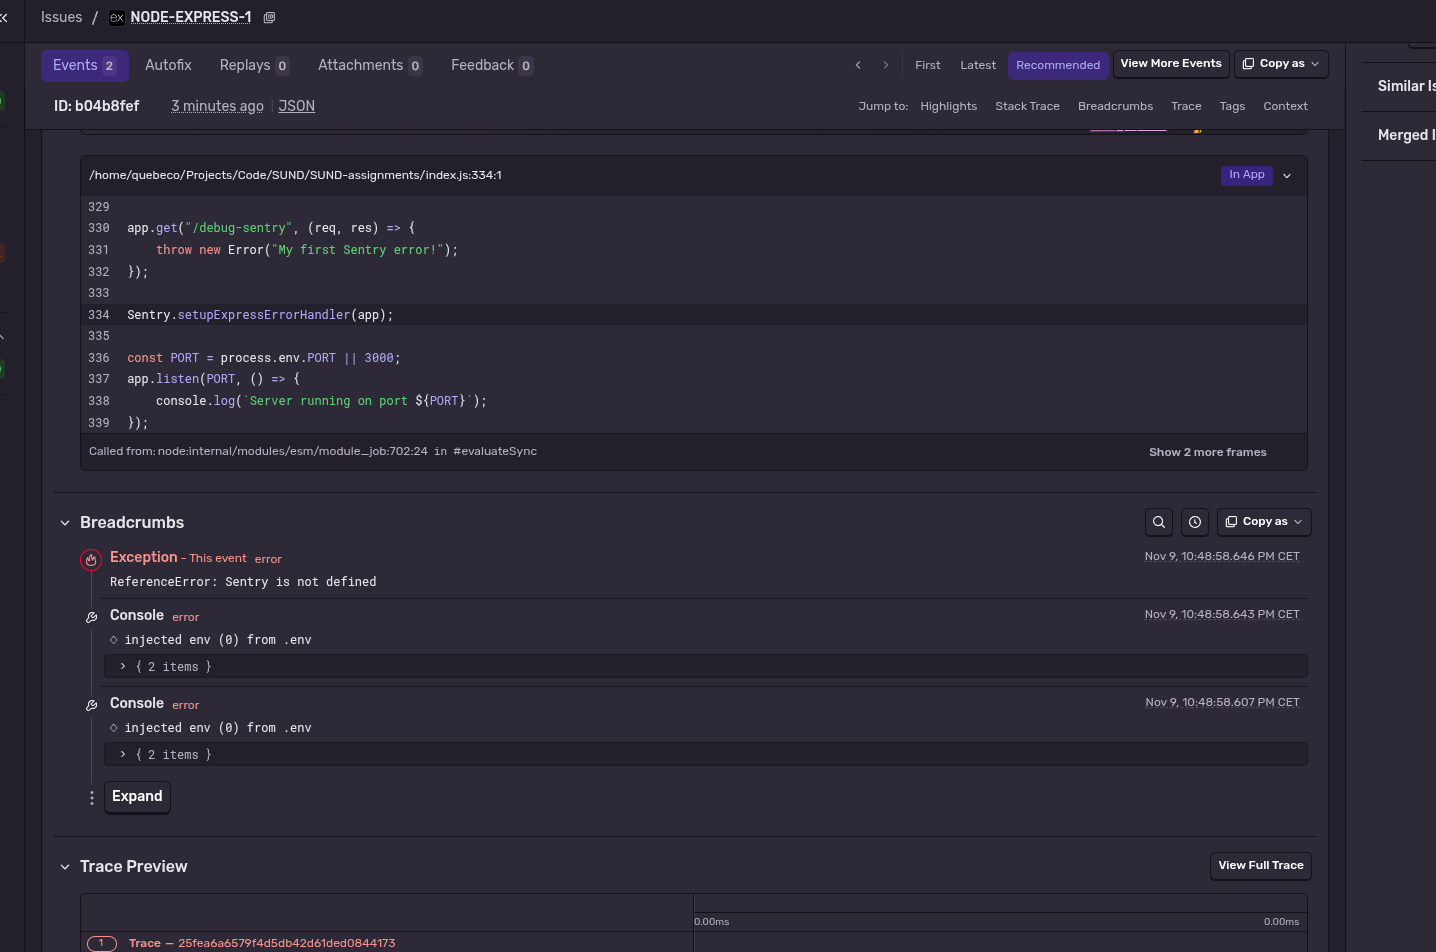 Issues / ex NODE-EXPRESS-1
Events 2 Autofix Replays 0 Attachments 0 Feedback 0 First Latest Recommended View More Events Copy as
ID: b04b8fef 3 minutes ago JSON Jump to: Highlights Stack Trace Breadcrumbs Trace Tags Context
Similar Is
Merged I
/home/quebeco/Projects/Code/SUND/SUND-assignments/index.js:334:1 In App
329
330 app.get("/debug-sentry", (req, res) => {
331 throw new Error("My first Sentry error!");
332 });
333
334 Sentry.setupExpressErrorHandler(app);
335
336 const PORT = process.env.PORT || 3000;
337 app.listen(PORT, () => {
338 console.log(`Server running on port ${PORT}`);
339 });
Called from: node:internal/modules/esm/module_job:702:24 in #evaluateSync Show 2 more frames
Breadcrumbs Copy as
Exception - This event error Nov 9, 10:48:58.646 PM CET
ReferenceError: Sentry is not defined
Console error Nov 9, 10:48:58.643 PM CET
◇ injected env (0) from .env
› { 2 items }
Console error Nov 9, 10:48:58.607 PM CET
◇ injected env (0) from .env
› { 2 items }
Expand
Trace Preview View Full Trace
0.00ms 0.00ms
1 Trace — 25fea6a6579f4d5db42d61ded0844173